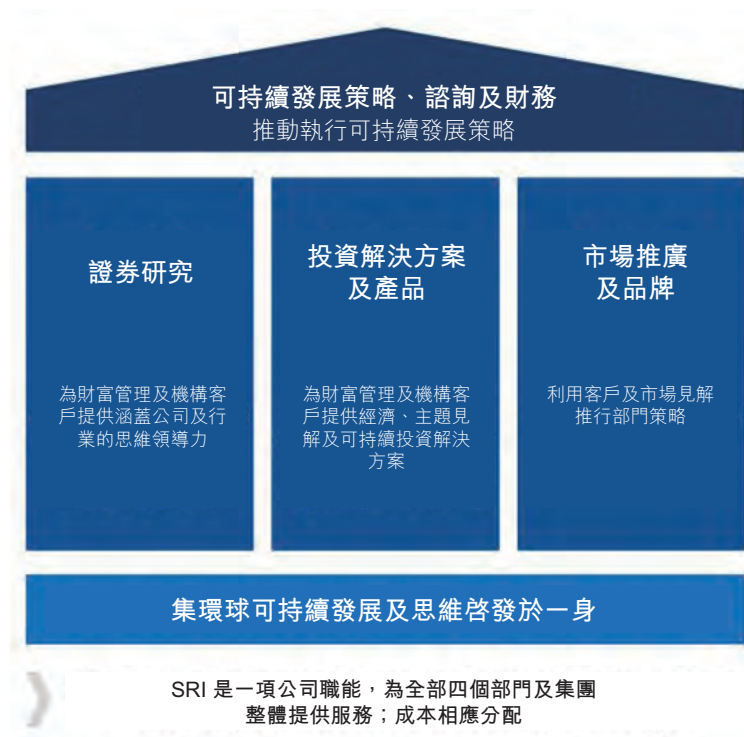 可持續發展策略、諮詢及財務
推動執行可持續發展策略
證券研究
為財富管理及機構客
戶提供涵蓋公司及行
業的思維領導力
投資解決方案
及產品
為財富管理及機構客
戶提供經濟、主題見
解及可持續投資解決
方案
市場推廣
及品牌
利用客戶及市場見解
推行部門策略
集環球可持續發展及思維啓發於一身
SRI 是一項公司職能，為全部四個部門及集團
整體提供服務；成本相應分配